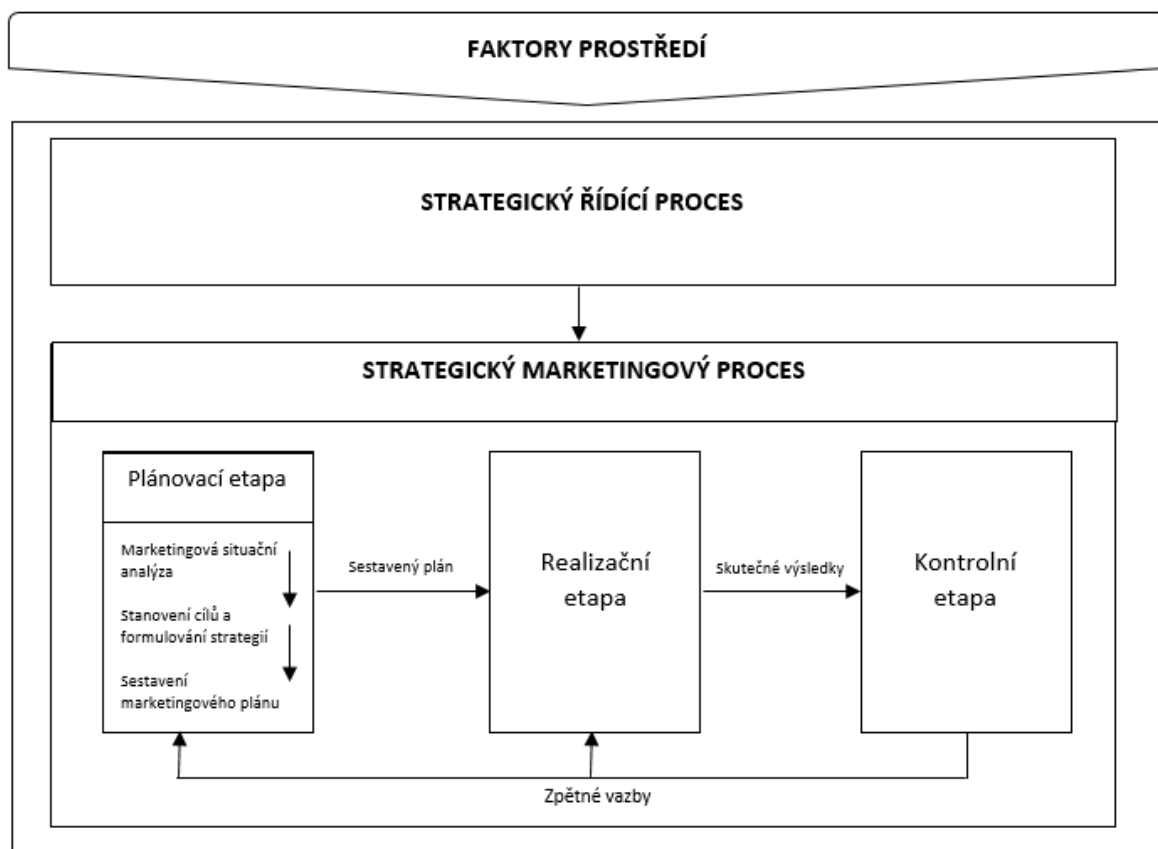 FAKTORY PROSTŘEDÍ
STRATEGICKÝ ŘÍDÍCÍ PROCES
STRATEGICKÝ MARKETINGOVÝ PROCES
Plánovací etapa
Marketingová situační
analýza
Stanovení cílů a
formulování strategií
Sestavení
marketingového plánu
Sestavený plán
Realizační
etapa
Skutečné výsledky
Kontrolní
etapa
Zpětné vazby